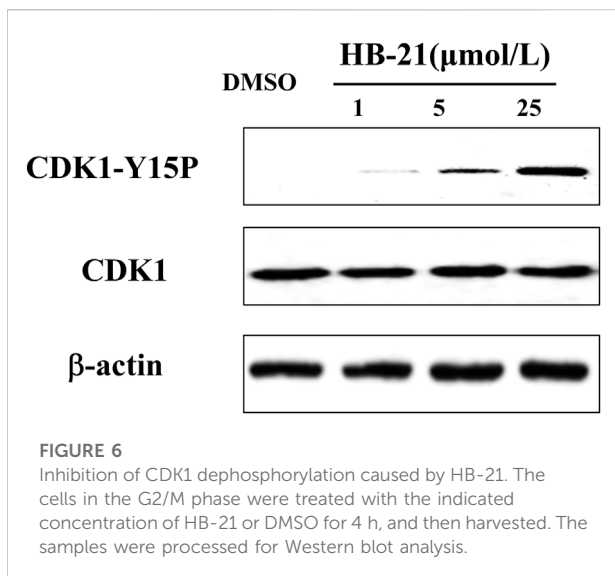 HB-21(μmol/L)
DMSO
1 5 25
CDK1-Y15P
CDK1
β-actin
FIGURE 6
Inhibition of CDK1 dephosphorylation caused by HB-21. The
cells in the G2/M phase were treated with the indicated
concentration of HB-21 or DMSO for 4 h, and then harvested. The
samples were processed for Western blot analysis.